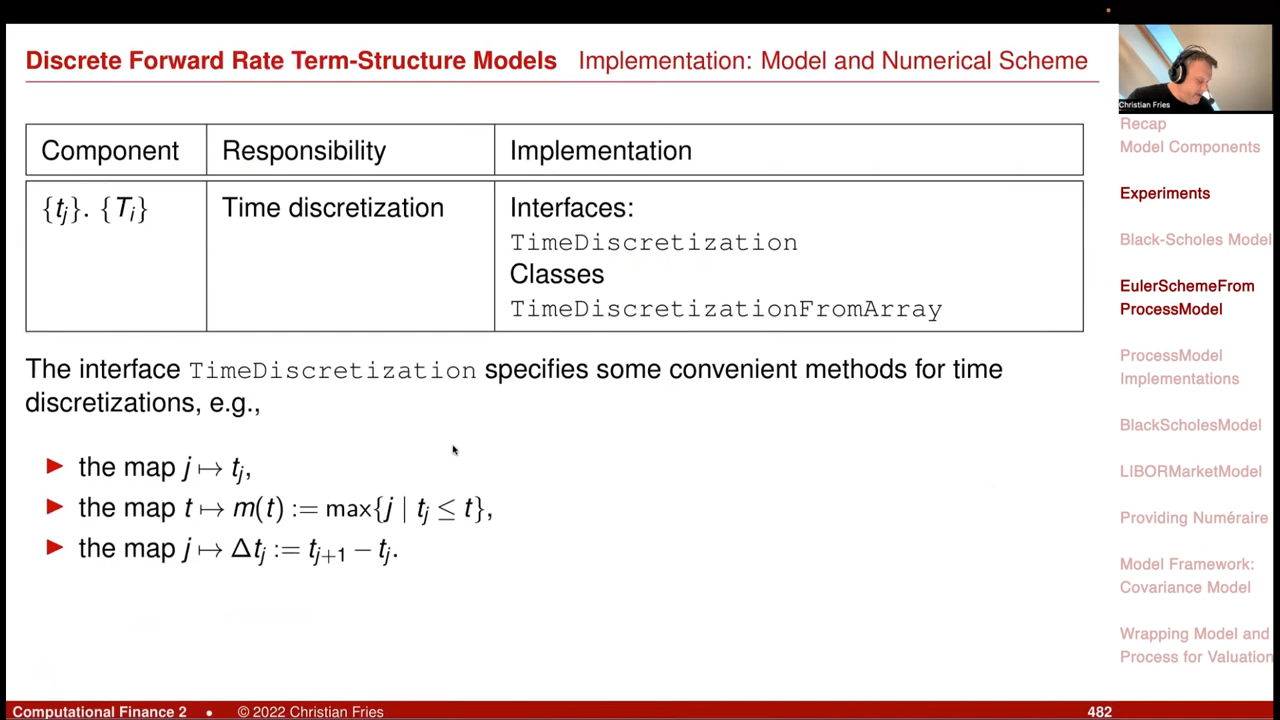 Discrete Forward Rate Term-Structure Models Implementation: Model and Numerical Scheme
Component Responsibility Implementation
{tj}. {Ti} Time discretization Interfaces:
TimeDiscretization
Classes
TimeDiscretizationFromArray
The interface TimeDiscretization specifies some convenient methods for time
discretizations, e.g.,
▶ the map j ↦ tj,
▶ the map t ↦ m(t) := max{j | tj ≤ t},
▶ the map j ↦ Δtj := tj+1 − tj.
Christian Fries
Recap
Model Components
Experiments
Black-Scholes Model
EulerSchemeFrom
ProcessModel
ProcessModel
Implementations
BlackScholesModel
LIBORMarketModel
Providing Numéraire
Model Framework:
Covariance Model
Wrapping Model and
Process for Valuation
Computational Finance 2 • © 2022 Christian Fries 482